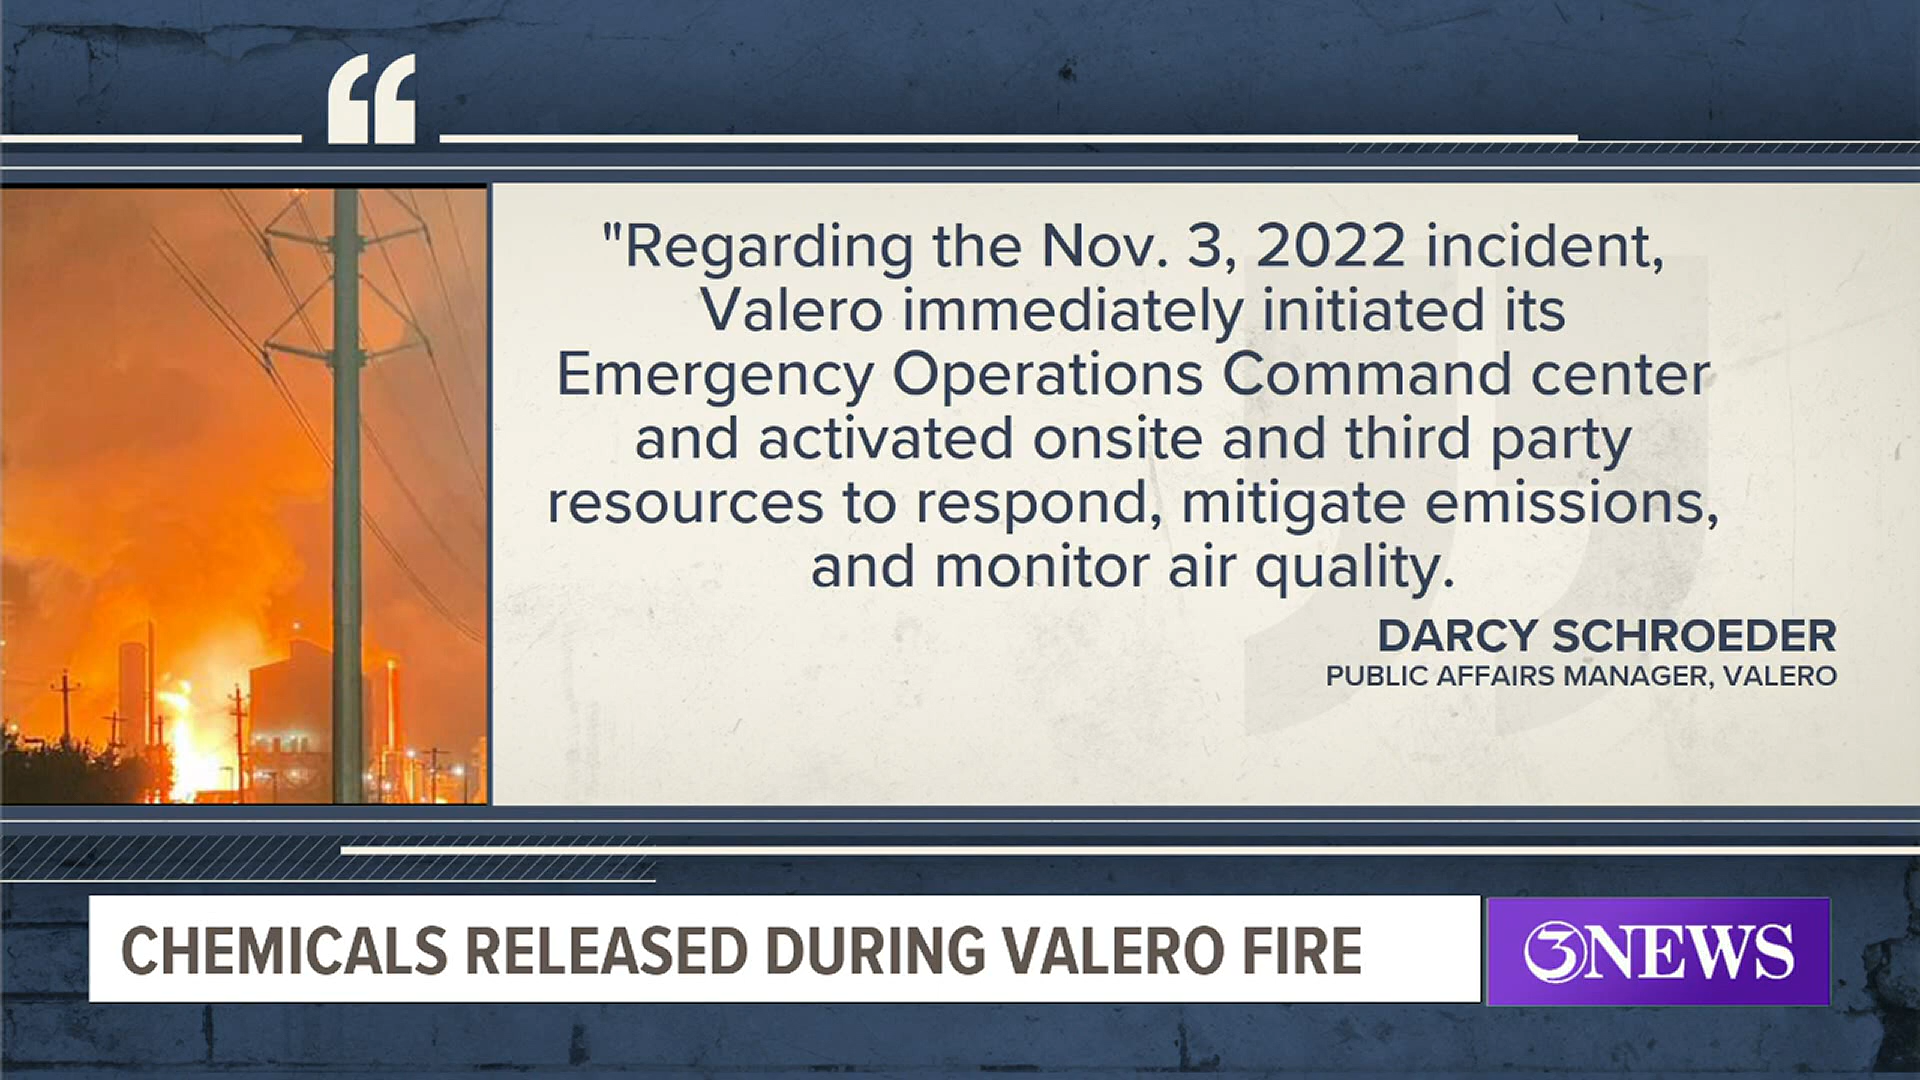 "Regarding the Nov. 3, 2022 incident,
Valero immediately initiated its
Emergency Operations Command center
and activated onsite and third party
resources to respond, mitigate emissions,
and monitor air quality.
DARCY SCHROEDER
PUBLIC AFFAIRS MANAGER, VALERO
CHEMICALS RELEASED DURING VALERO FIRE
3NEWS